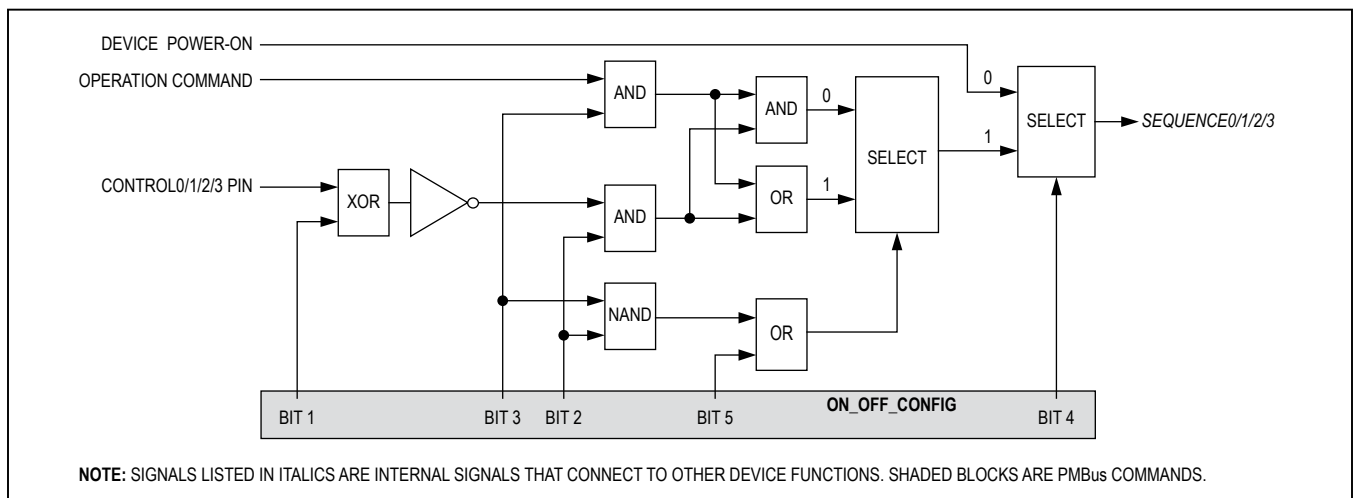 DEVICE POWER-ON
OPERATION COMMAND
CONTROL0/1/2/3 PIN
XOR
AND
AND
NAND
AND
OR
OR
0
1
SELECT
0
1
SELECT
SEQUENCE0/1/2/3
ON_OFF_CONFIG
BIT 1
BIT 3
BIT 2
BIT 5
BIT 4
NOTE: SIGNALS LISTED IN ITALICS ARE INTERNAL SIGNALS THAT CONNECT TO OTHER DEVICE FUNCTIONS. SHADED BLOCKS ARE PMBus COMMANDS.